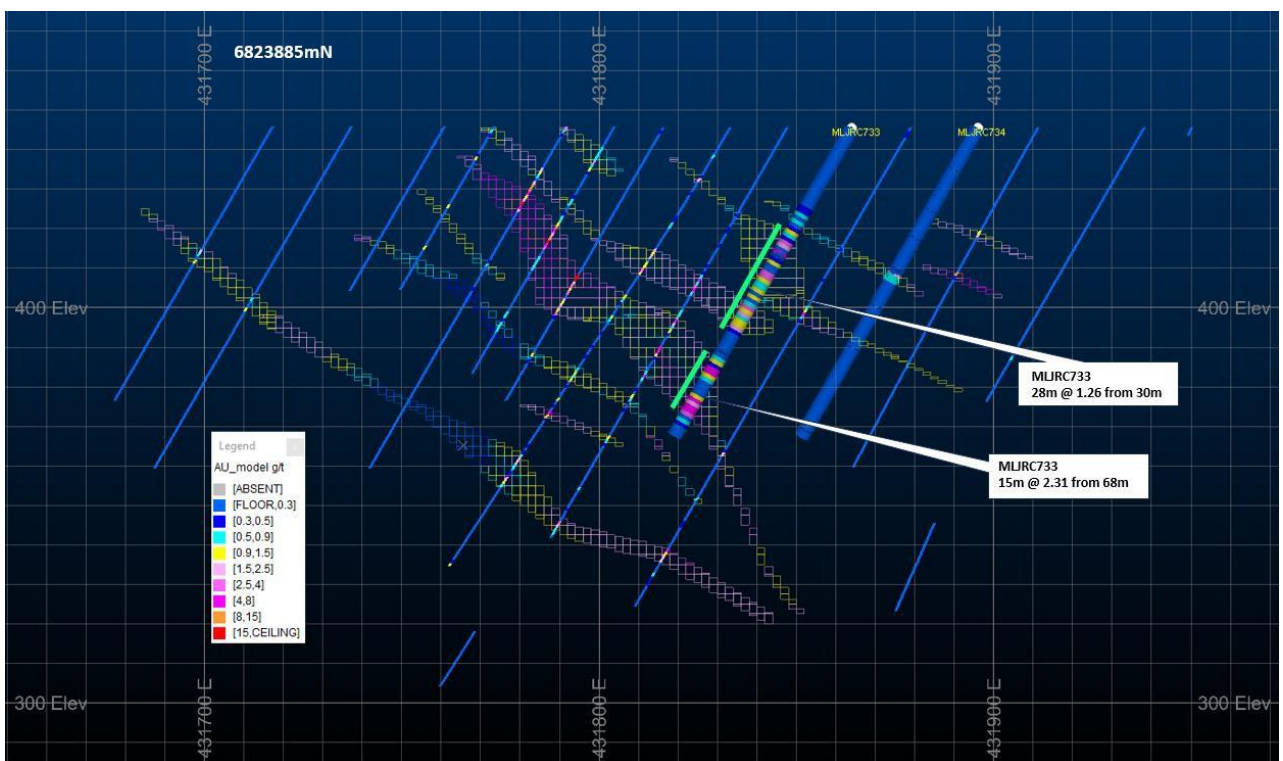 6823885mN
431700 E
431800 E
431900 E
MLJRC733
MLJRC734
400 Elev
400 Elev
MLJRC733
28m @ 1.26 from 30m
MLJRC733
15m @ 2.31 from 68m
Legend
AU_model g/t
[ABSENT]
[FLOOR,0.3]
[0.3,0.5]
[0.5,0.9]
[0.9,1.5]
[1.5,2.5]
[2.5,4]
[4,8]
[8,15]
[15,CEILING]
300 Elev
300 Elev
431700 E
431800 E
431900 E